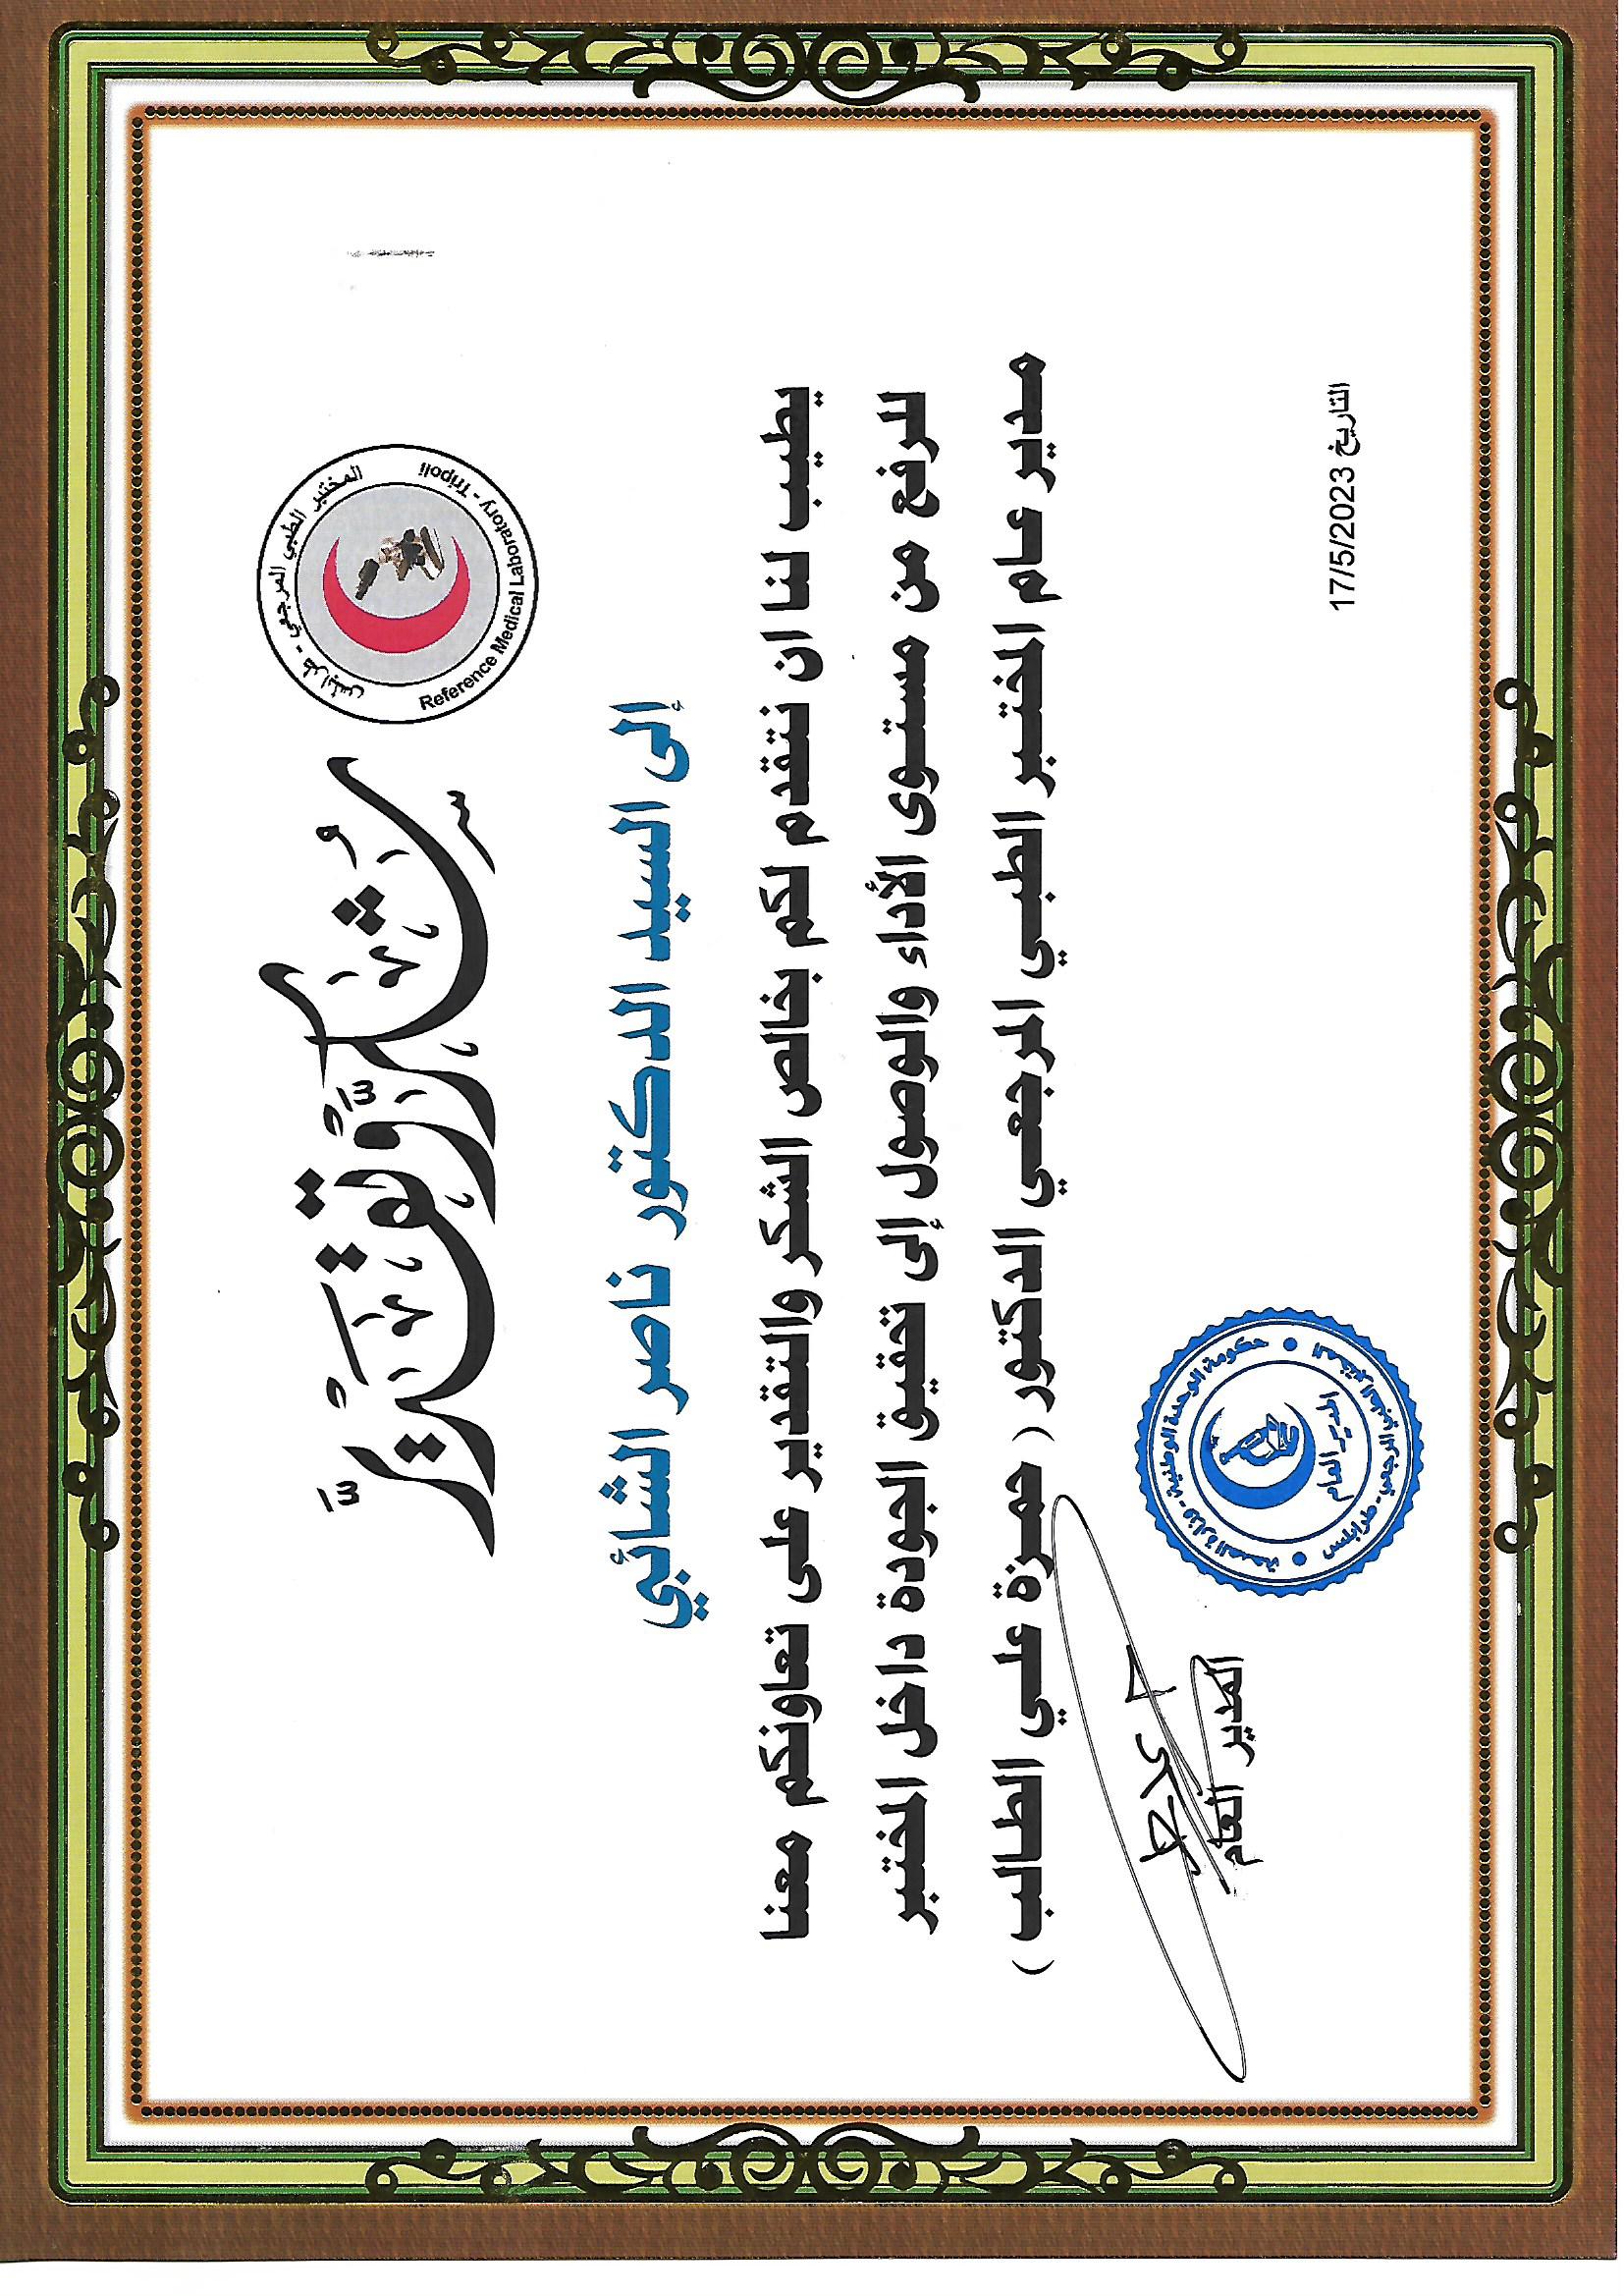 شكر وتقدير
المختبر الطبي المرجعي - طرابلس
Reference Medical Laboratory - Tripoli
إلى السيد الدكتور ناصر الشائبي
يطيب لنا ان نتقدم لكم بخالص الشكر والتقدير على تعاونكم معنا
للرفع من مستوى الأداء والوصول إلى تحقيق الجودة داخل المختبر
مدير عام المختبر الطبي المرجعي الدكتور ( حمزة علي الطالب )
المدير العام
حكومة الوحدة الوطنية - وزارة الصحة
المدير العام
المختبر الطبي المرجعي - طرابلس
التاريخ 17/5/2023